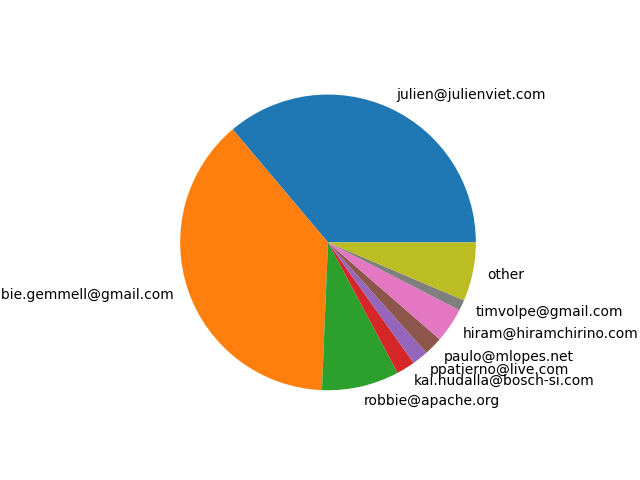 julien@julienviet.com
bie.gemmell@gmail.com
other
timvolpe@gmail.com
hiram@hiramchirino.com
paulo@mlopes.net
ppatierno@live.com
kai.hudalla@bosch-si.com
robbie@apache.org